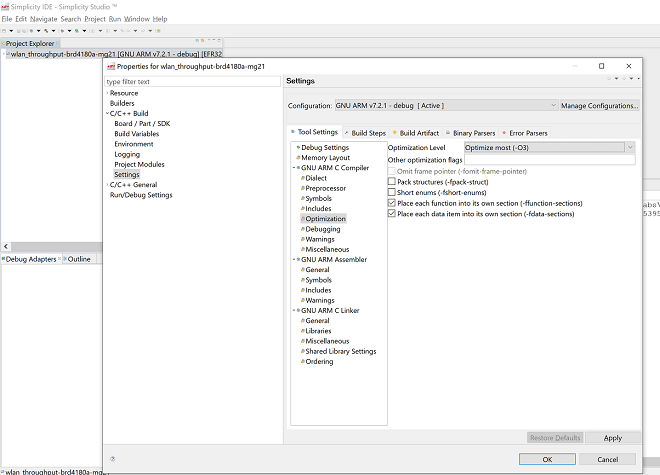 Simplicity IDE - Simplicity Studio ™
File Edit Navigate Search Project Run Window Help
Project Explorer
wlan_throughput-brd4180a-mg21 [GNU ARM v7.2.1 - debug] [EFR32
Properties for wlan_throughput-brd4180a-mg21
type filter text
Settings
Resource
Builders
C/C++ Build
Board / Part / SDK
Build Variables
Environment
Logging
Project Modules
Settings
C/C++ General
Run/Debug Settings
Configuration: GNU ARM v7.2.1 - debug [ Active ]
Manage Configurations...
Tool Settings
Build Steps
Build Artifact
Binary Parsers
Error Parsers
Debug Settings
Memory Layout
GNU ARM C Compiler
Dialect
Preprocessor
Symbols
Includes
Optimization
Debugging
Warnings
Miscellaneous
GNU ARM Assembler
General
Symbols
Includes
Warnings
GNU ARM C Linker
General
Libraries
Miscellaneous
Shared Library Settings
Ordering
Optimization Level Optimize most (-O3)
Other optimization flags
Omit frame pointer (-fomit-frame-pointer)
Pack structures (-fpack-struct)
Short enums (-fshort-enums)
Place each function into its own section (-ffunction-sections)
Place each data item into its own section (-fdata-sections)
Debug Adapters
Outline
Restore Defaults
Apply
OK
Cancel
wlan_throughput-brd4180a-mg21